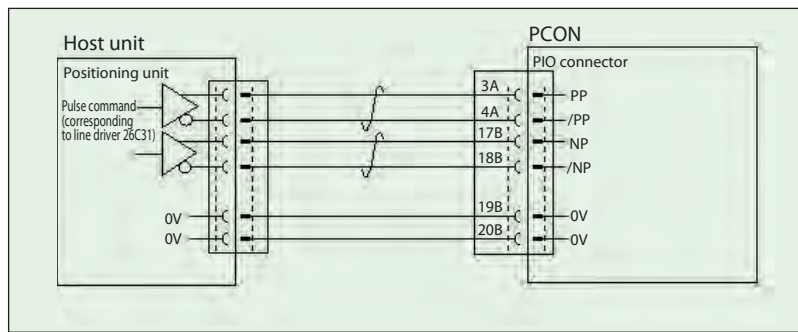 Host unit
PCON
Positioning unit
PIO connector
Pulse command
(corresponding
to line driver 26C31)
3A
PP
4A
/PP
17B
NP
18B
/NP
0V
19B
0V
0V
20B
0V